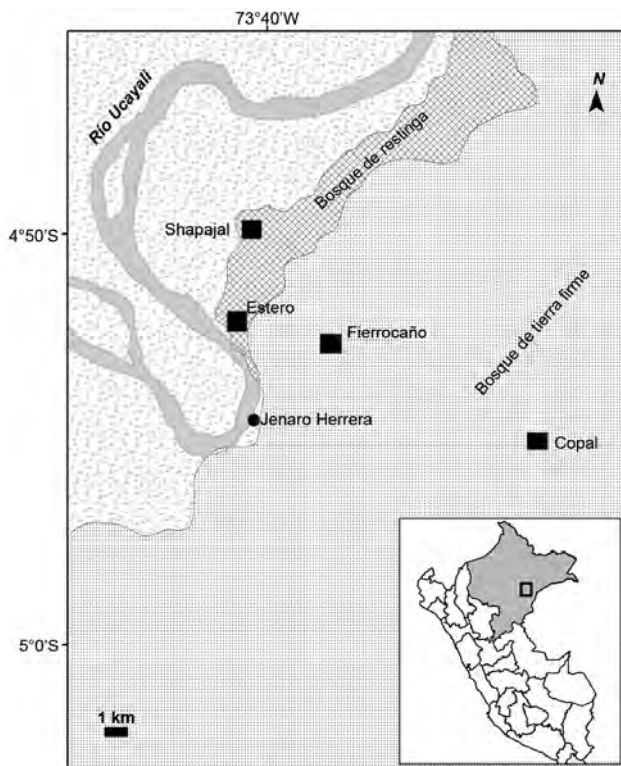 73°40'W
N
Río Ucayali
Bosque de restinga
Shapajal
4°50'S
Estero
Fierrocaño
Bosque de tierra firme
Jenaro Herrera
Copal
5°0'S
1 km